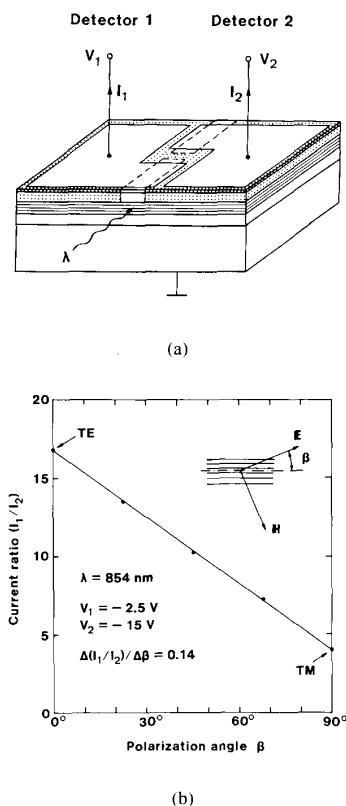 Detector 1 Detector 2
V₁ V₂
I₁ I₂
λ
(a)
20
TE
E
β
15
H
Current ratio (I₁/I₂)
10
λ = 854 nm
V₁ = − 2.5 V
V₂ = − 15 V
5
Δ(I₁/I₂)/Δβ = 0.14
TM
0
0° 30° 60° 90°
Polarization angle β
(b)